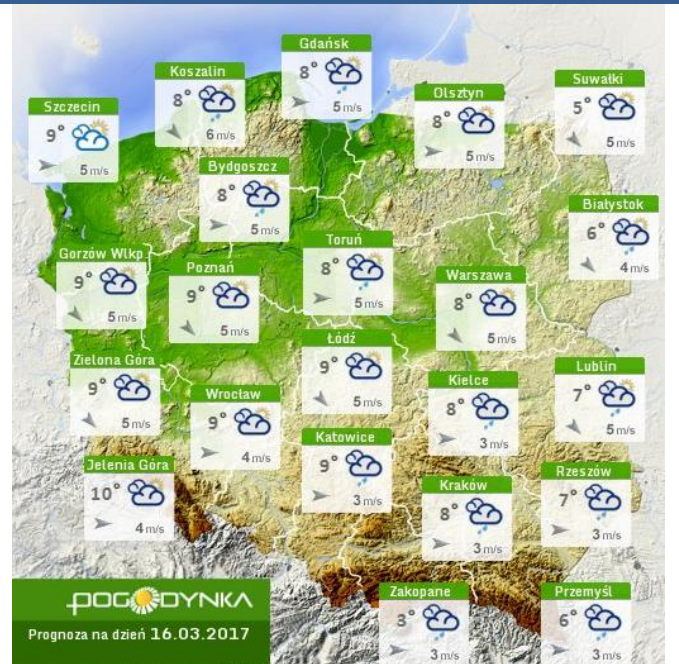 Gdańsk
8°
5 m/s
Koszalin
8°
6 m/s
Suwałki
5°
5 m/s
Olsztyn
8°
5 m/s
Szczecin
9°
5 m/s
Bydgoszcz
8°
5 m/s
Białystok
6°
4 m/s
Toruń
8°
5 m/s
Gorzów Wlkp
9°
5 m/s
Poznań
9°
5 m/s
Warszawa
8°
5 m/s
Łódź
9°
5 m/s
Zielona Góra
9°
5 m/s
Lublin
7°
5 m/s
Kielce
8°
3 m/s
Wrocław
9°
4 m/s
Katowice
9°
3 m/s
Jelenia Góra
10°
4 m/s
Rzeszów
7°
3 m/s
Kraków
8°
3 m/s
Zakopane
3°
3 m/s
Przemyśl
6°
3 m/s
POGODYNKA
Prognoza na dzień 16.03.2017